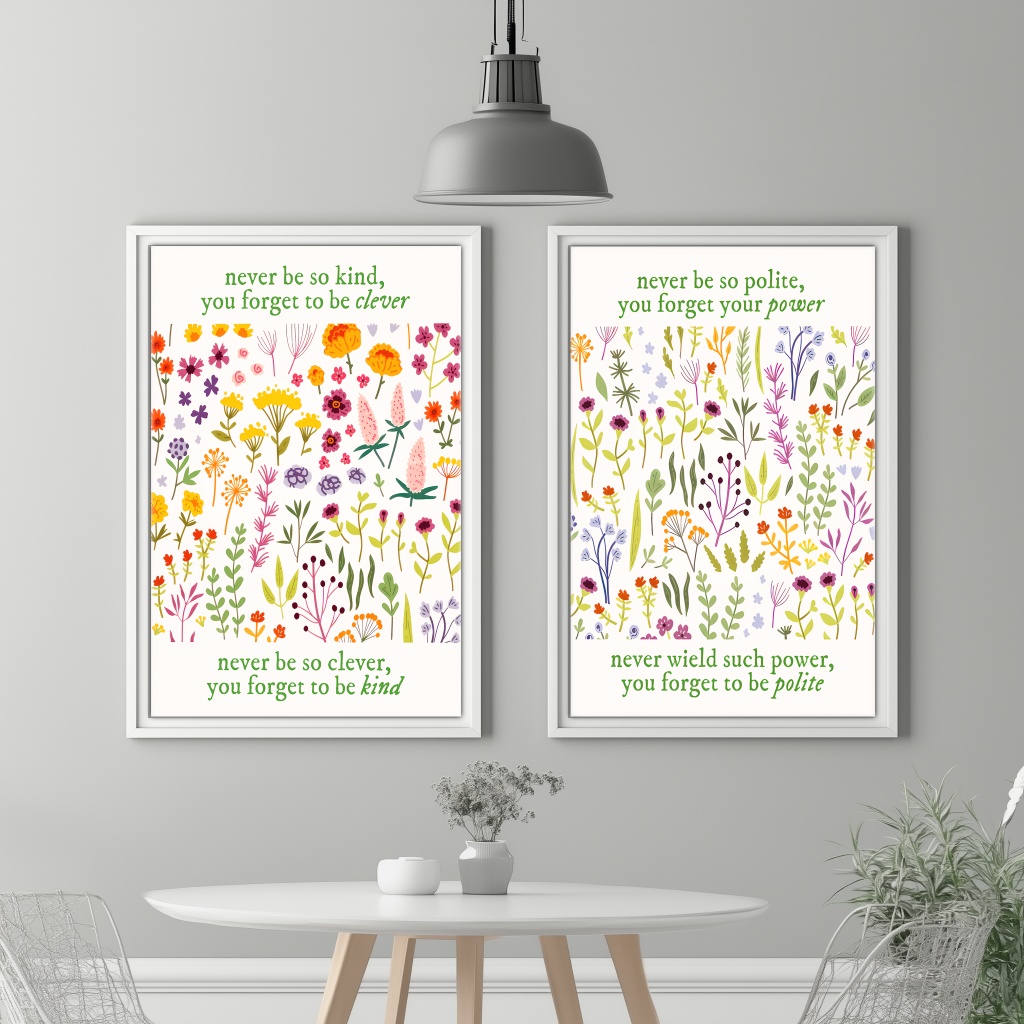 never be so kind,
you forget to be clever
never be so clever,
you forget to be kind
never be so polite,
you forget your power
never wield such power,
you forget to be polite